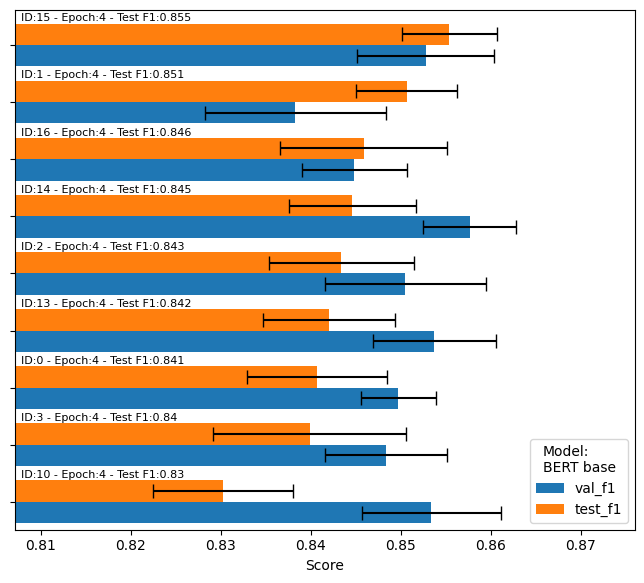 ID:15 - Epoch:4 - Test F1:0.855
ID:1 - Epoch:4 - Test F1:0.851
ID:16 - Epoch:4 - Test F1:0.846
ID:14 - Epoch:4 - Test F1:0.845
ID:2 - Epoch:4 - Test F1:0.843
ID:13 - Epoch:4 - Test F1:0.842
ID:0 - Epoch:4 - Test F1:0.841
ID:3 - Epoch:4 - Test F1:0.84
ID:10 - Epoch:4 - Test F1:0.83
Model:
BERT base
val_f1
test_f1
0.81 0.82 0.83 0.84 0.85 0.86 0.87
Score